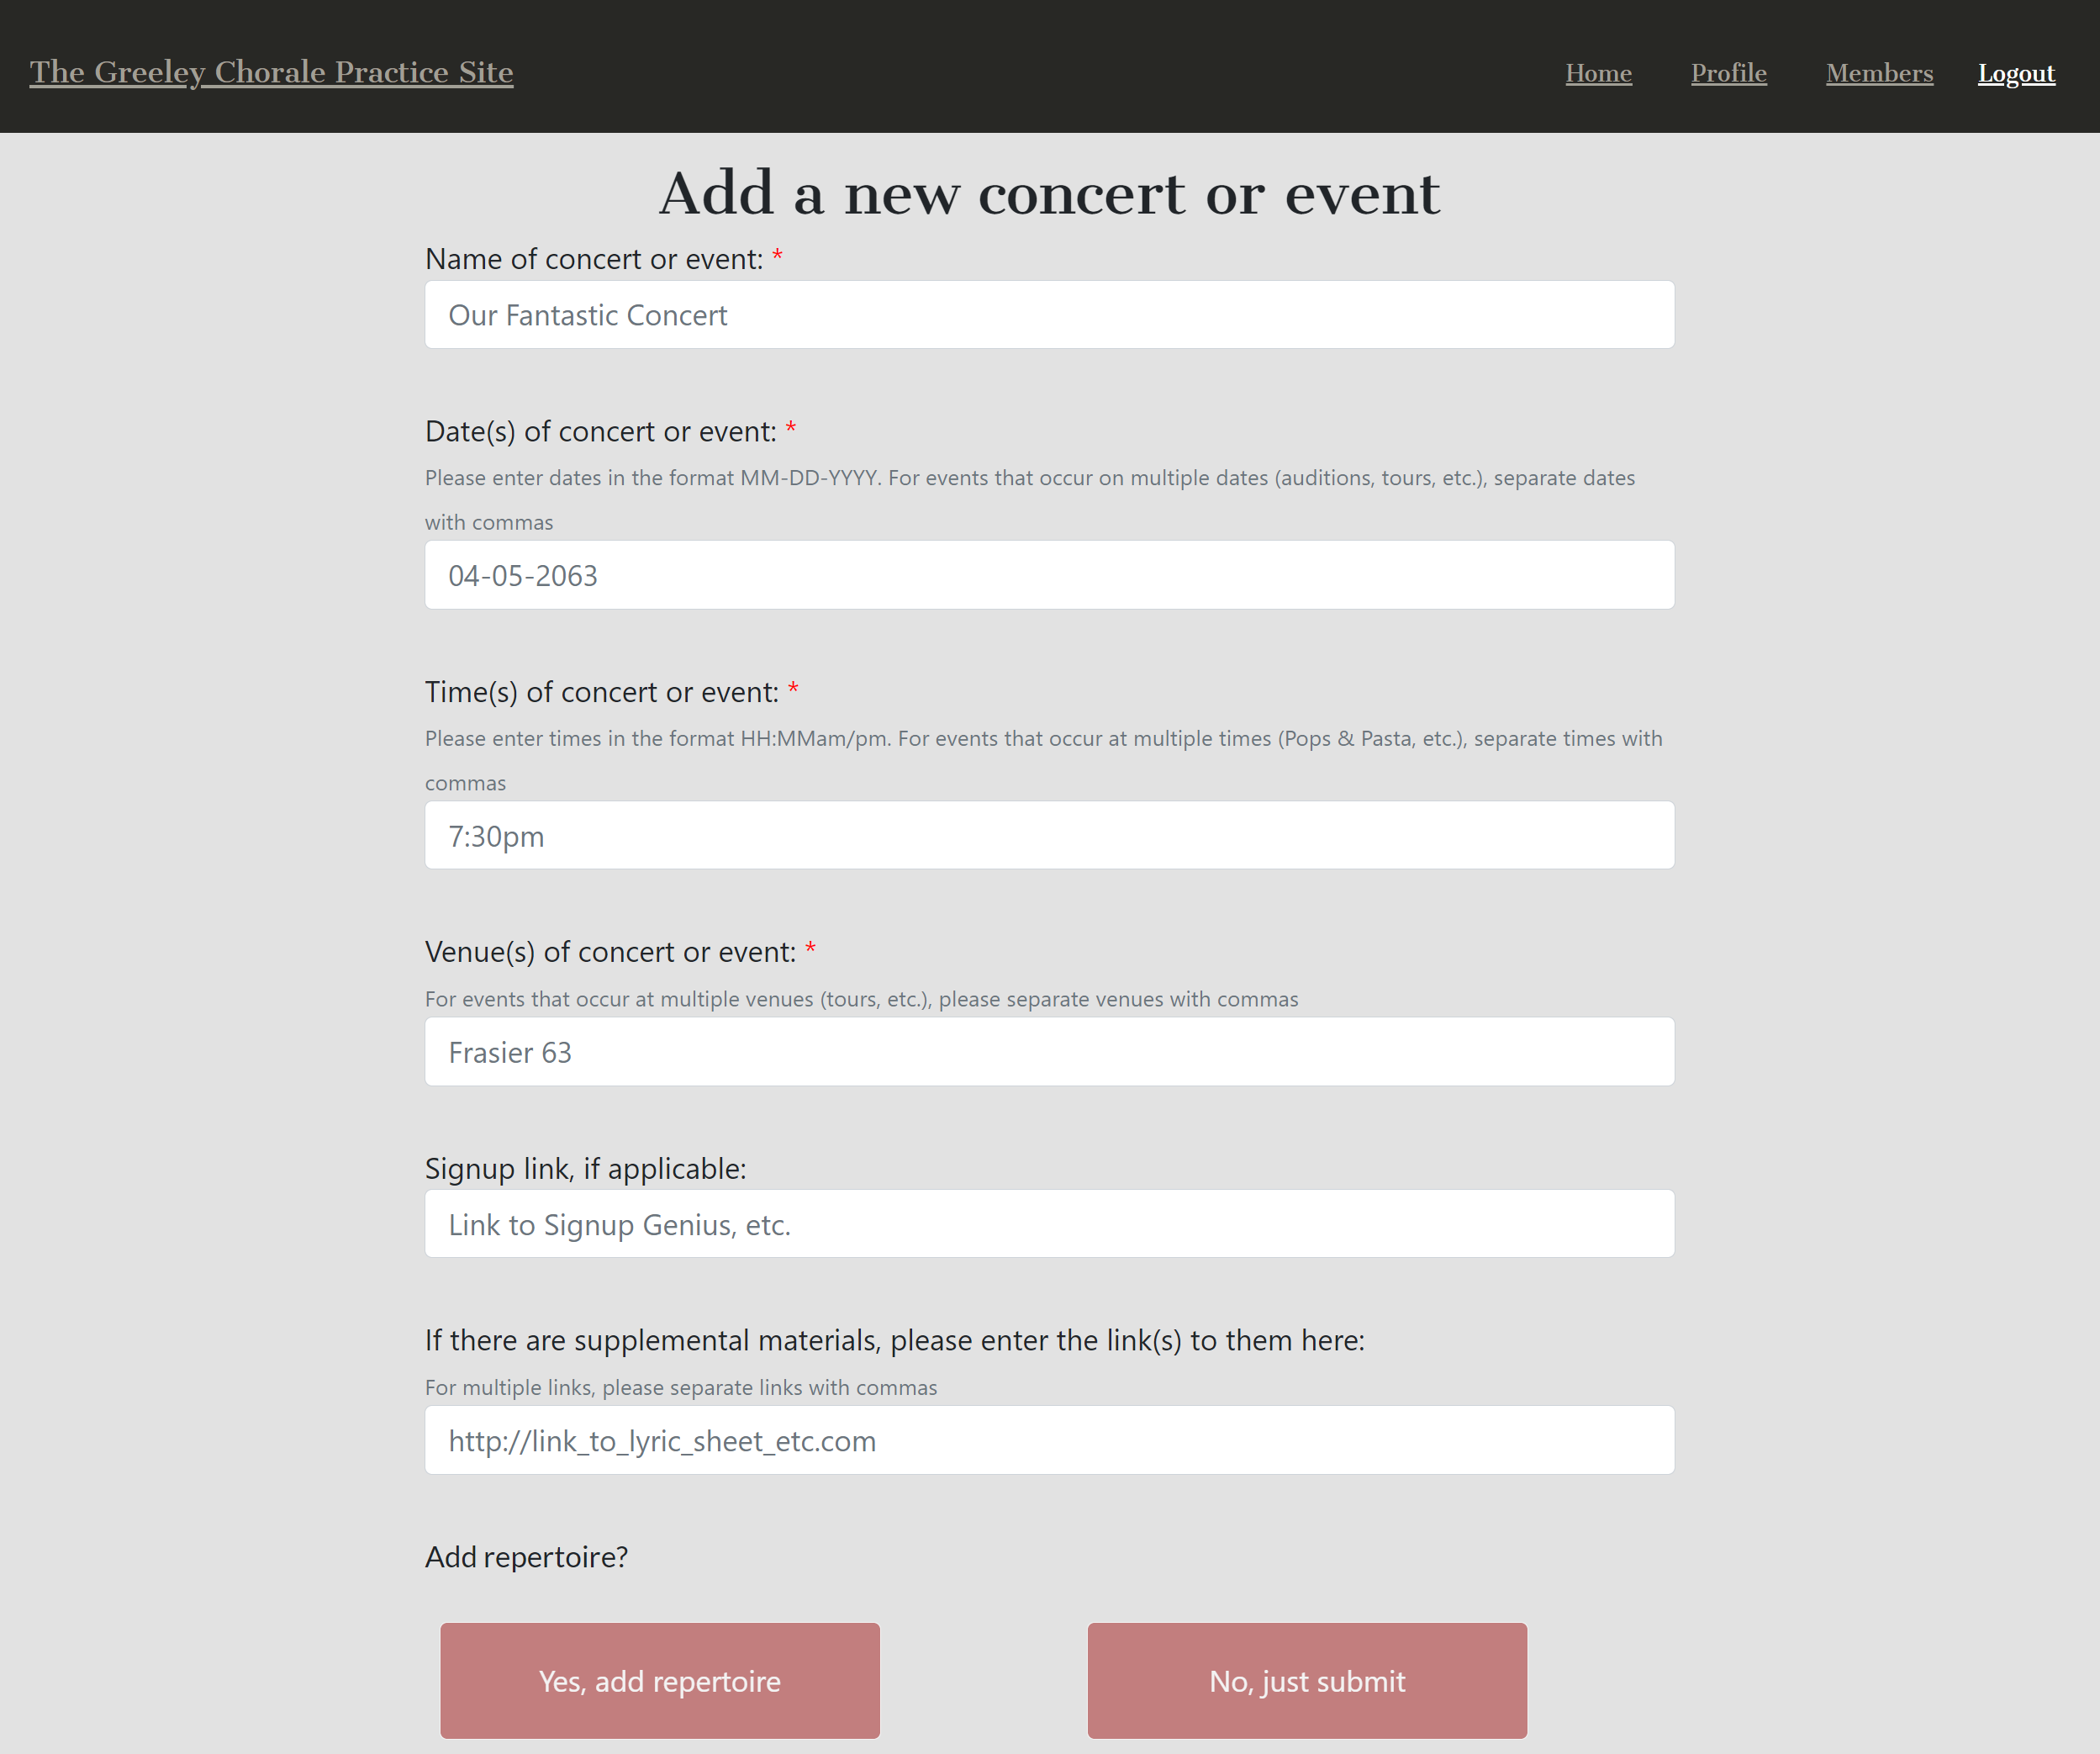 The Greeley Chorale Practice Site
Home Profile Members Logout
Add a new concert or event
Name of concert or event: *
Our Fantastic Concert
Date(s) of concert or event: *
Please enter dates in the format MM-DD-YYYY. For events that occur on multiple dates (auditions, tours, etc.), separate dates
with commas
04-05-2063
Time(s) of concert or event: *
Please enter times in the format HH:MMam/pm. For events that occur at multiple times (Pops & Pasta, etc.), separate times with
commas
7:30pm
Venue(s) of concert or event: *
For events that occur at multiple venues (tours, etc.), please separate venues with commas
Frasier 63
Signup link, if applicable:
Link to Signup Genius, etc.
If there are supplemental materials, please enter the link(s) to them here:
For multiple links, please separate links with commas
http://link_to_lyric_sheet_etc.com
Add repertoire?
Yes, add repertoire
No, just submit